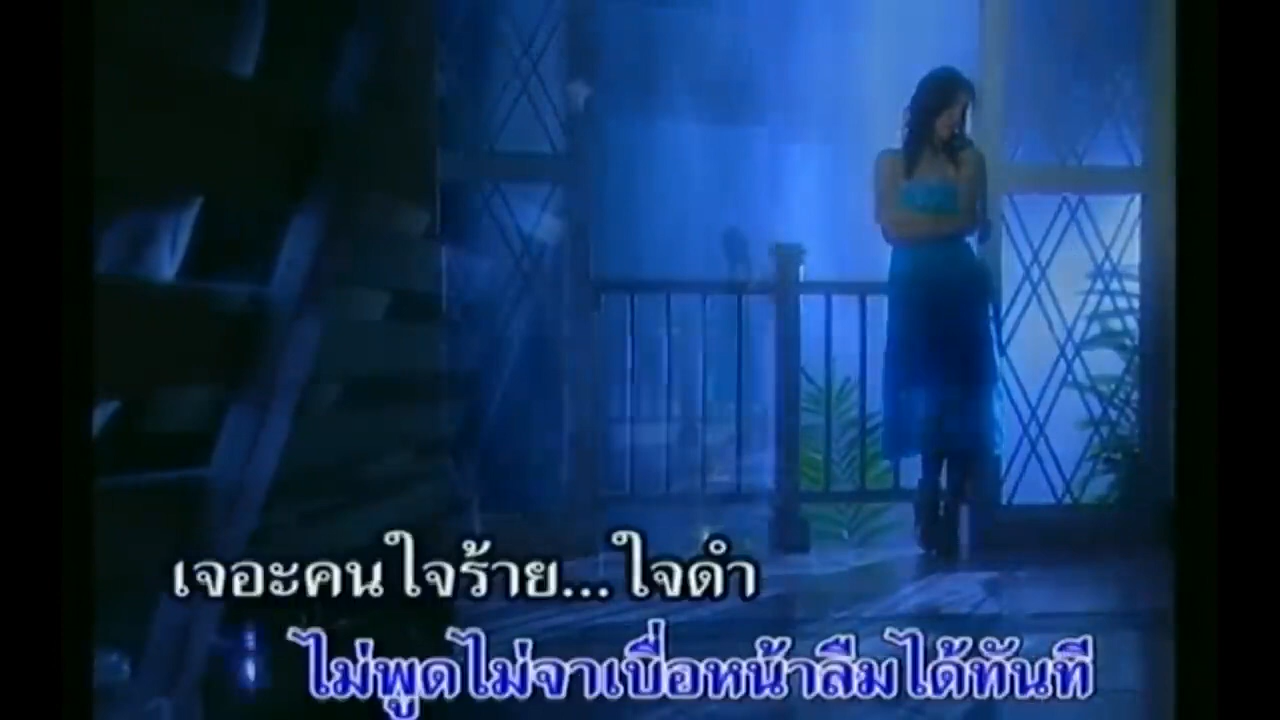 เจอะคนใจร้าย...ใจดำ
ไม่พูดไม่จาเบื่อหน้าลืมได้ทันที